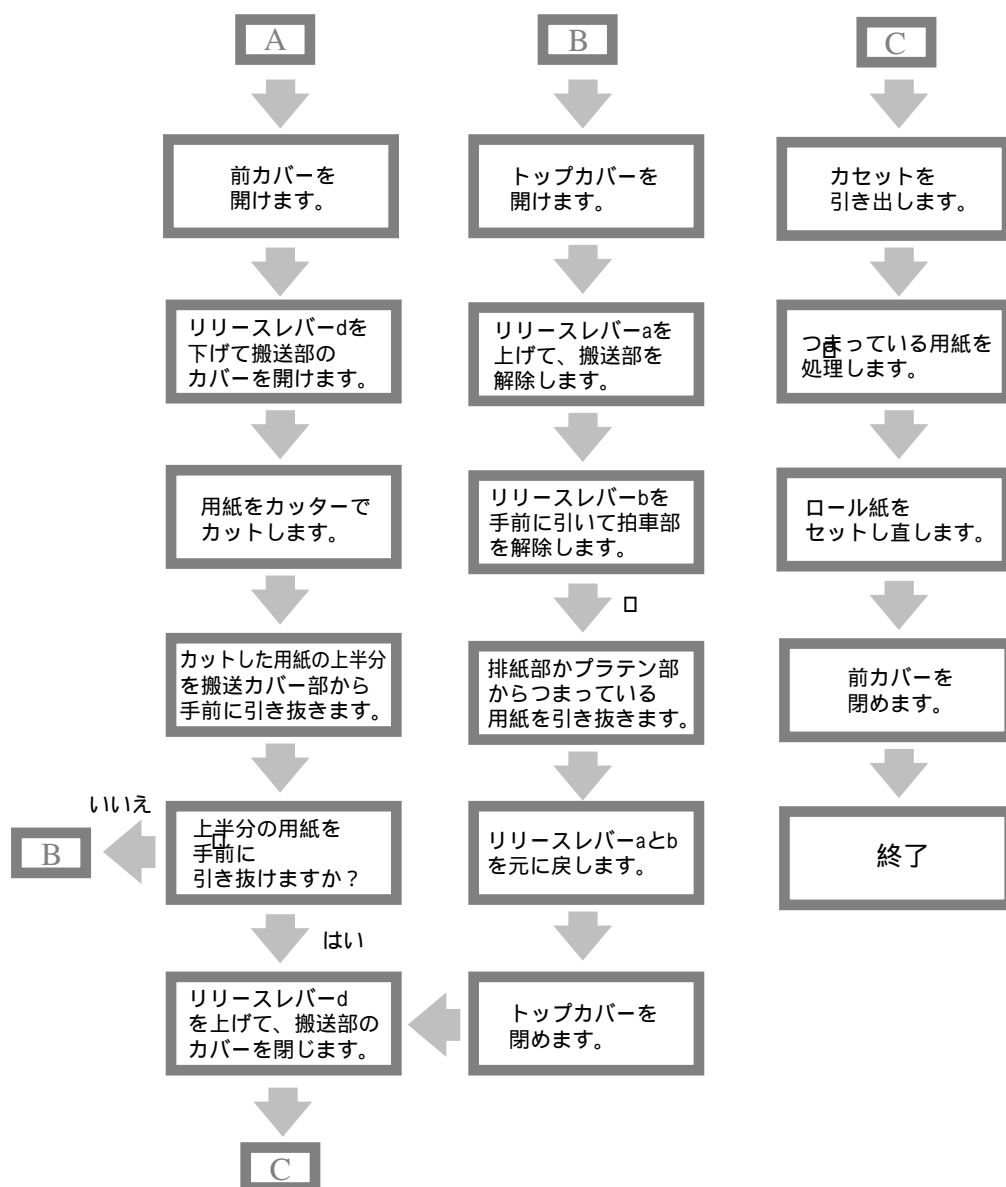 A
前カバーを
開けます。
リリースレバーdを
下げて搬送部の
カバーを開けます。
用紙をカッターで
カットします。
カットした用紙の上半分
を搬送カバー部から
手前に引き抜きます。
上半分の用紙を
手前に
引き抜けますか？
いいえ
B
はい
リリースレバーd
を上げて、搬送部の
カバーを閉じます。
C
B
トップカバーを
開けます。
リリースレバーaを
上げて、搬送部を
解除します。
リリースレバーbを
手前に引いて拍車部
を解除します。
排紙部かプラテン部
からつまっている
用紙を引き抜きます。
リリースレバーaとb
を元に戻します。
トップカバーを
閉めます。
C
カセットを
引き出します。
つまっている用紙を
処理します。
ロール紙を
セットし直します。
前カバーを
閉めます。
終了